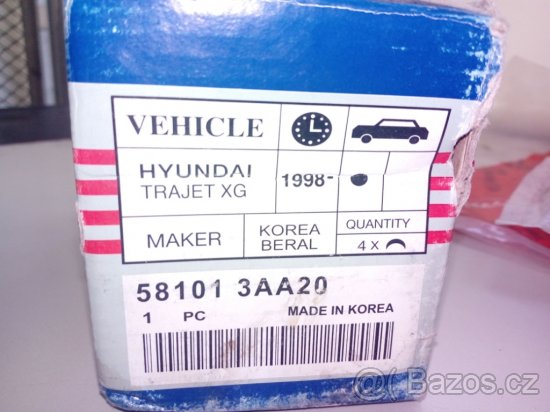 VEHICLE
HYUNDAI
TRAJET XG
1998-
MAKER
KOREA
BERAL
QUANTITY
4 x
58101 3AA20
1 PC MADE IN KOREA
Bazos.cz